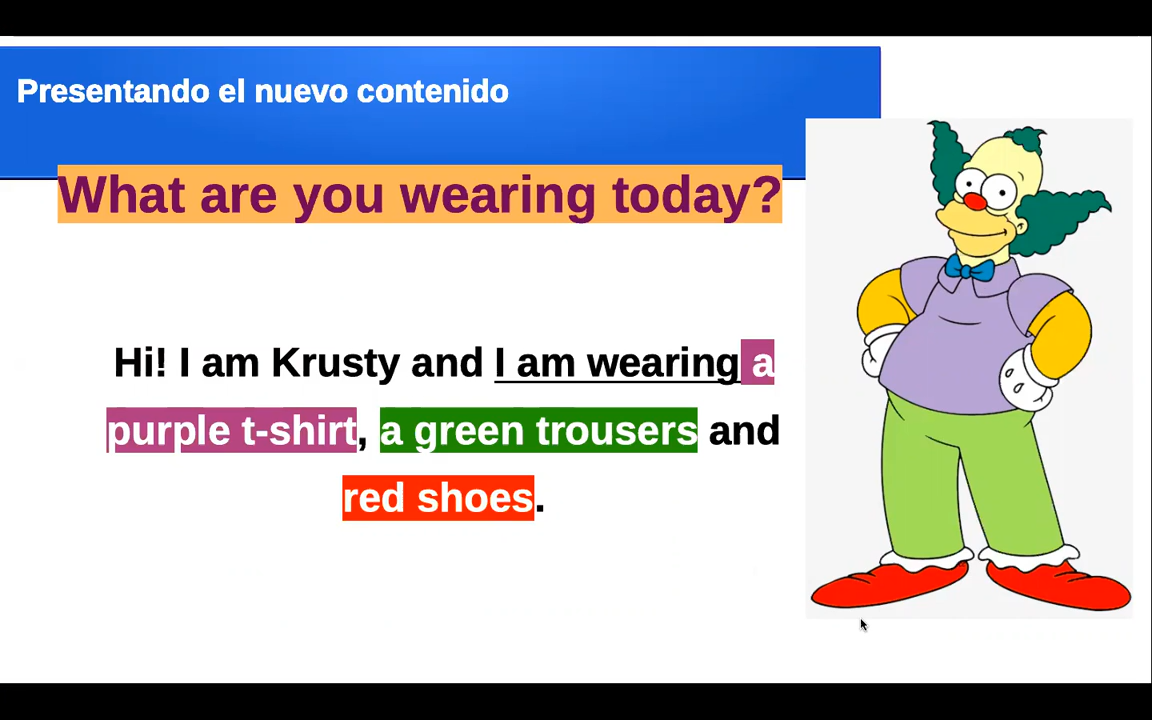 Presentando el nuevo contenido
What are you wearing today?
Hi! I am Krusty and I am wearing a
purple t-shirt, a green trousers and
red shoes.